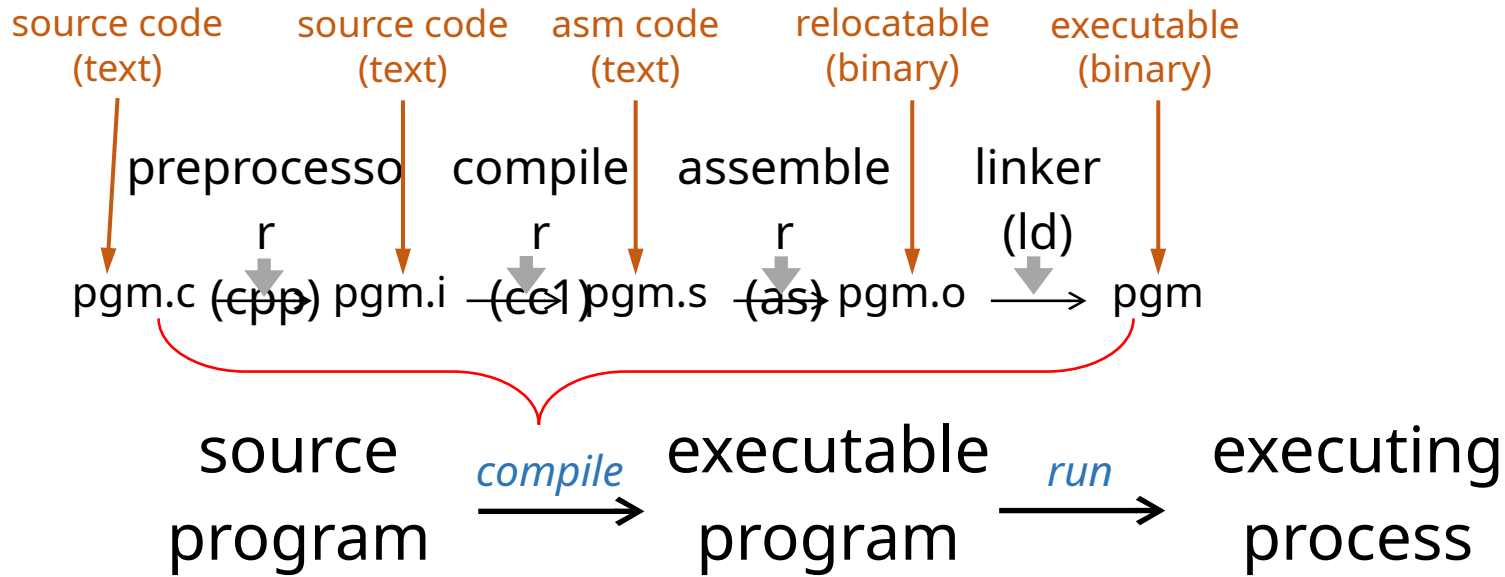 source code
(text)
source code
(text)
asm code
(text)
relocatable
(binary)
executable
(binary)
preprocesso
r
(cpp)
compile
r
(cc1)
assemble
r
(as)
linker
(ld)
pgm.c
pgm.i
pgm.s
pgm.o
pgm
source
program
compile
executable
program
run
executing
process